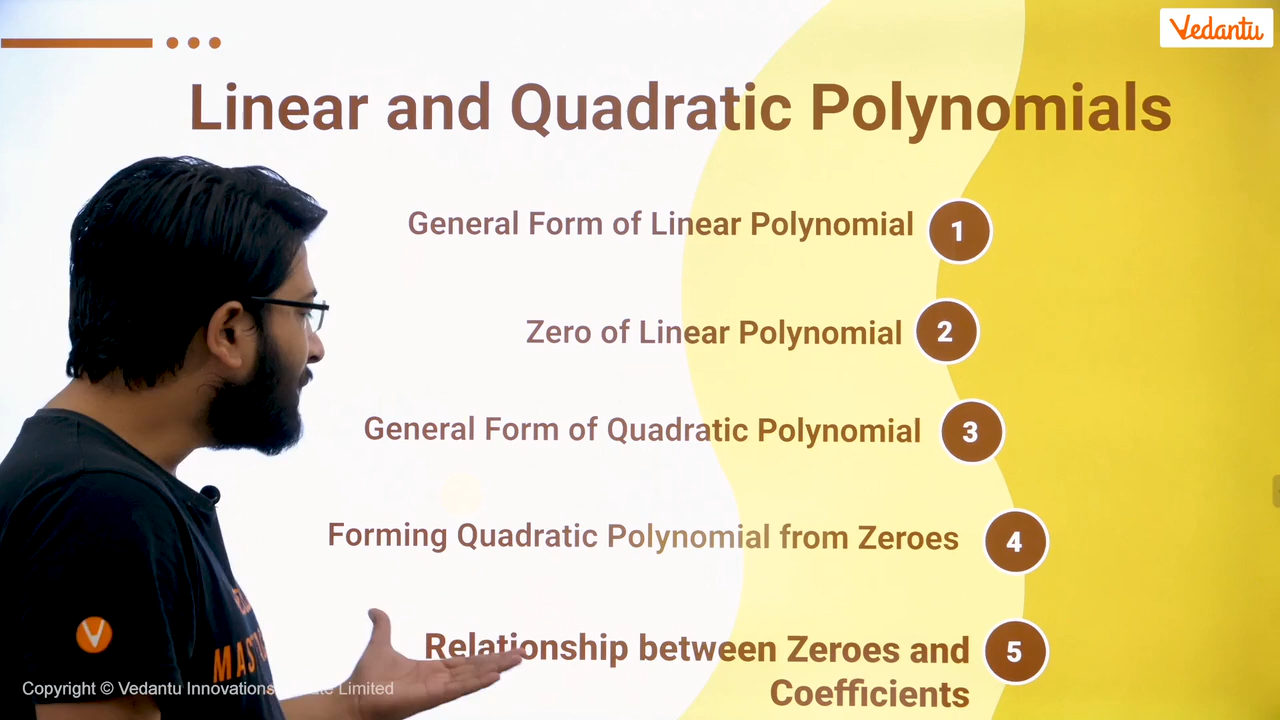 Vedantu
Linear and Quadratic Polynomials
General Form of Linear Polynomial 1
Zero of Linear Polynomial 2
General Form of Quadratic Polynomial 3
Forming Quadratic Polynomial from Zeroes 4
Relationship between Zeroes and 5
Coefficients
V
Copyright © Vedantu Innovations Limited